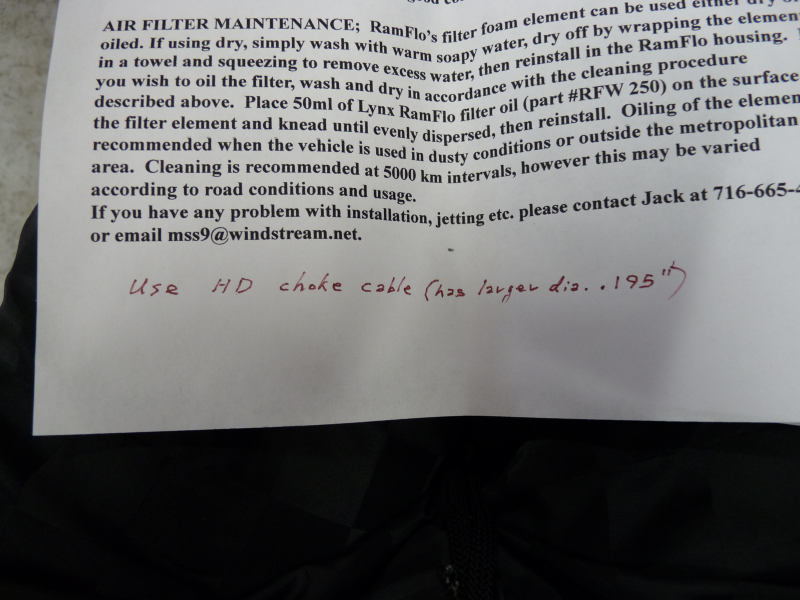 AIR FILTER MAINTENANCE; RamFlo's filter foam element can be used either dry or
oiled. If using dry, simply wash with warm soapy water, dry off by wrapping the element
in a towel and squeezing to remove excess water, then reinstall in the RamFlo housing.
you wish to oil the filter, wash and dry in accordance with the cleaning procedure
described above. Place 50ml of Lynx RamFlo filter oil (part #RFW 250) on the surface
the filter element and knead until evenly dispersed, then reinstall. Oiling of the elemen
recommended when the vehicle is used in dusty conditions or outside the metropolitan
area. Cleaning is recommended at 5000 km intervals, however this may be varied
according to road conditions and usage.
If you have any problem with installation, jetting etc. please contact Jack at 716-665-4
or email mss9@windstream.net.
Use HD choke cable (has larger dia. .195")